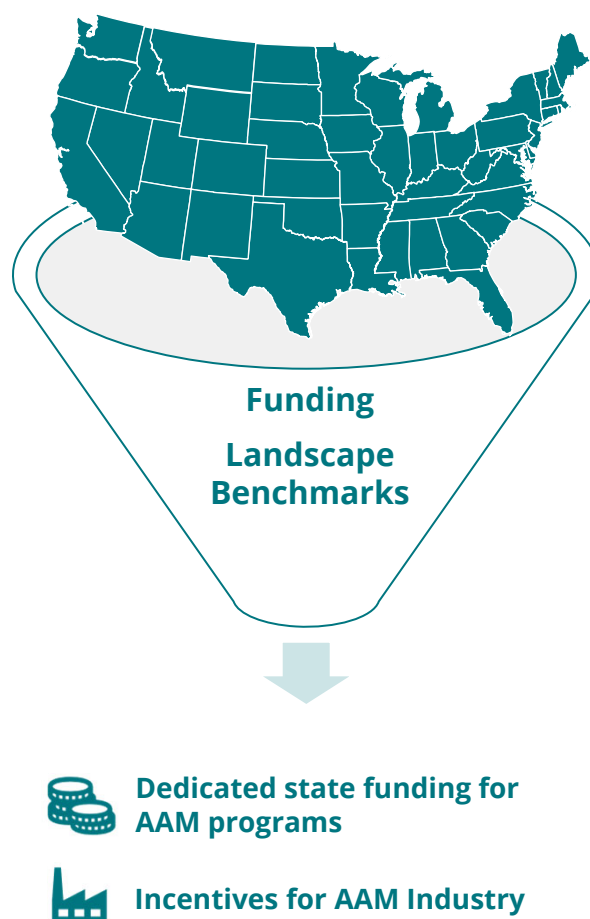 Funding
Landscape
Benchmarks
Dedicated state funding for
AAM programs
Incentives for AAM Industry